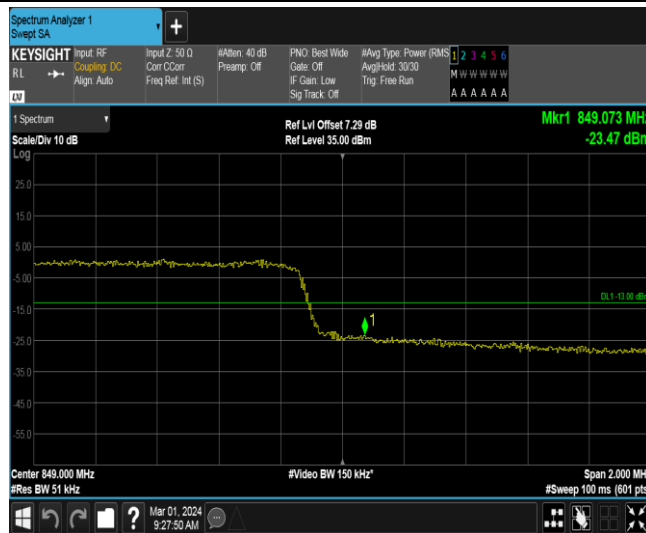 Spectrum Analyzer 1
Swept SA
+
KEYSIGHT
RL
Input: RF
Coupling: DC
Align: Auto
Input Z: 50 Ω
Corr CCorr
Freq Ref: Int (S)
#Atten: 40 dB
Preamp: Off
PNO: Best Wide
Gate: Off
IF Gain: Low
Sig Track: Off
#Avg Type: Power (RMS
Avg|Hold: 30/30
Trig: Free Run
1 2 3 4 5 6
M W W W W W
A A A A A A
1 Spectrum
Scale/Div 10 dB
Log
Ref Lvl Offset 7.29 dB
Ref Level 35.00 dBm
Mkr1 849.073 MHz
-23.47 dBm
25.0
15.0
5.00
-5.00
-15.0
-25.0
-35.0
-45.0
-55.0
DL1 -13.00 dBm
1
Center 849.000 MHz
#Res BW 51 kHz
#Video BW 150 kHz*
Span 2.000 MHz
#Sweep 100 ms (601 pts)
?
Mar 01, 2024
9:27:50 AM